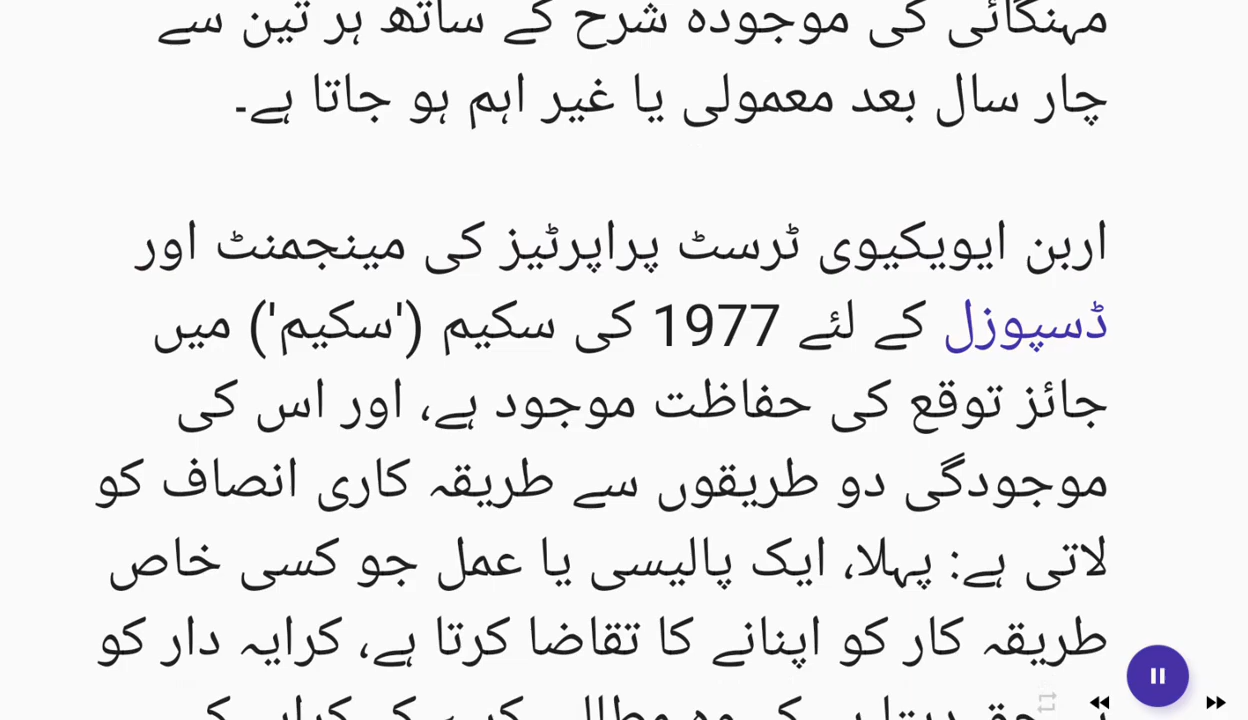 مہنگائی کی موجودہ شرح کے ساتھ ہر تین سے
چار سال بعد معمولی یا غیر اہم ہو جاتا ہے۔
اربن ایویکیوی ٹرسٹ پراپرٹیز کی مینجمنٹ اور
ڈسپوزل کے لئے 1977 کی سکیم ('سکیم') میں
جائز توقع کی حفاظت موجود ہے، اور اس کی
موجودگی دو طریقوں سے طریقہ کاری انصاف کو
لاتی ہے: پہلا، ایک پالیسی یا عمل جو کسی خاص
طریقہ کار کو اپنانے کا تقاضا کرتا ہے، کرایہ دار کو